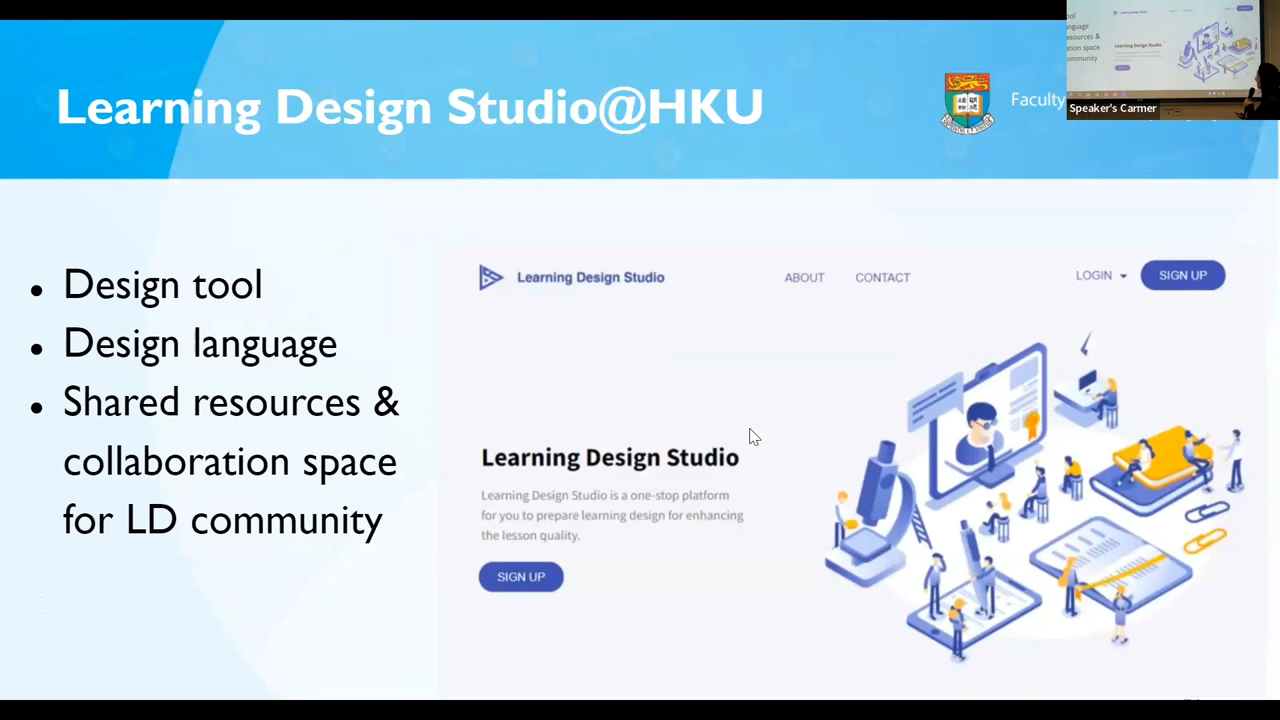 Learning Design Studio@HKU
Faculty
Speaker's Carmer
Design tool
Design language
Shared resources &
collaboration space
for LD community
Learning Design Studio
ABOUT
CONTACT
LOGIN
SIGN UP
Learning Design Studio
Learning Design Studio is a one-stop platform
for you to prepare learning design for enhancing
the lesson quality.
SIGN UP